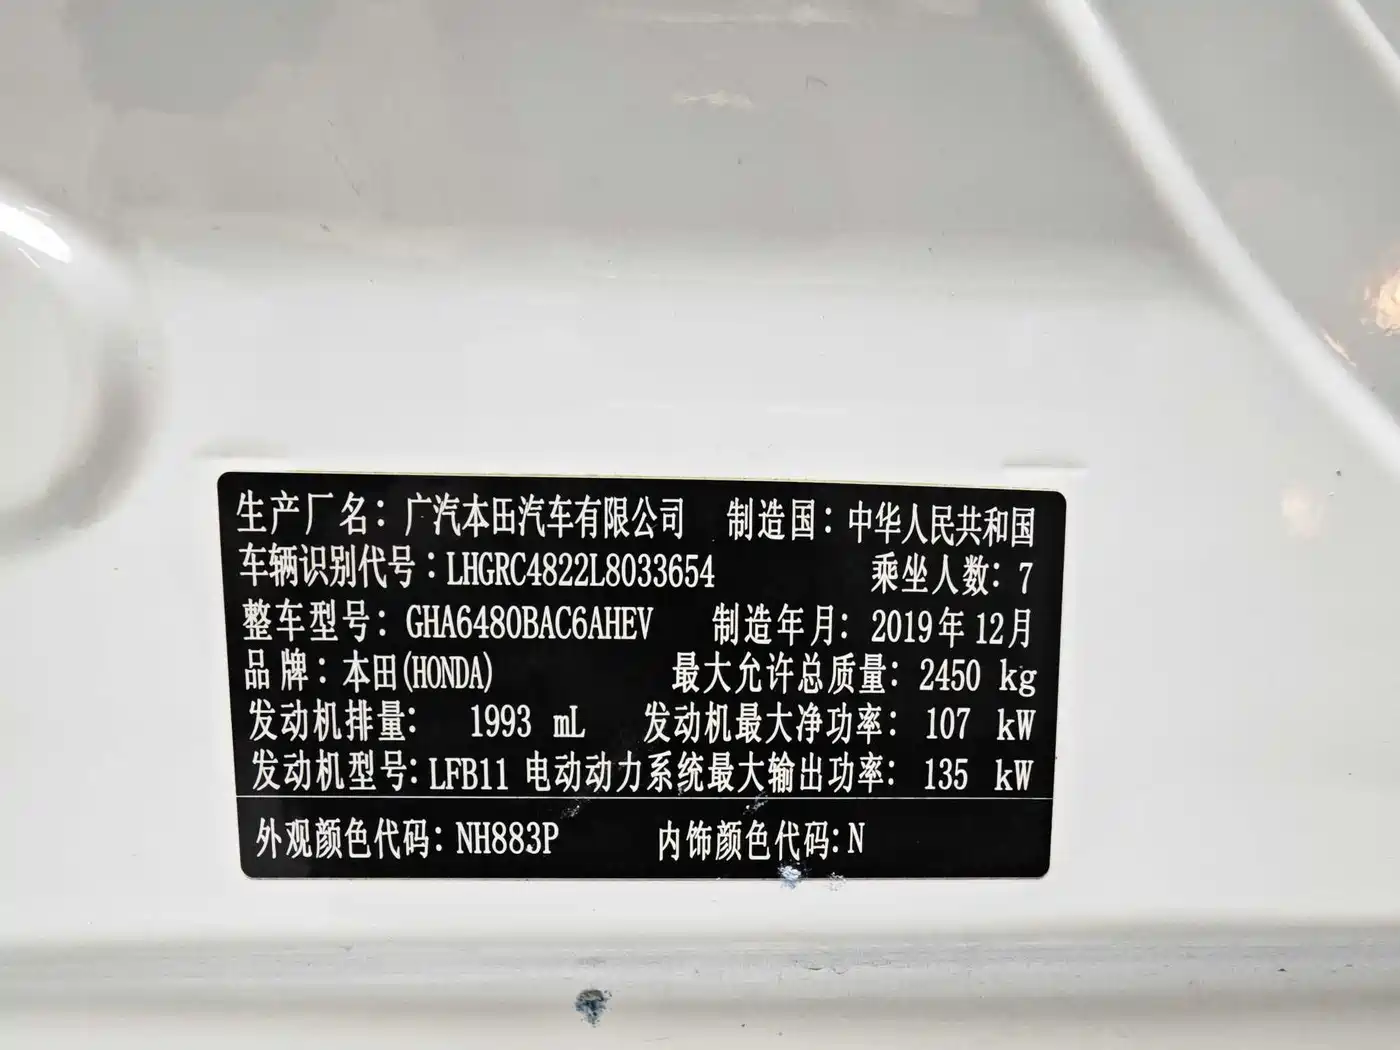 生产厂名：广汽本田汽车有限公司 制造国：中华人民共和国
车辆识别代号：LHGRC4822L8033654 乘坐人数：7
整车型号：GHA6480BAC6AHEV 制造年月：2019年12月
品牌：本田(HONDA) 最大允许总质量：2450 kg
发动机排量： 1993 mL 发动机最大净功率：107 kW
发动机型号：LFB11 电动动力系统最大输出功率：135 kW
外观颜色代码：NH883P 内饰颜色代码：N